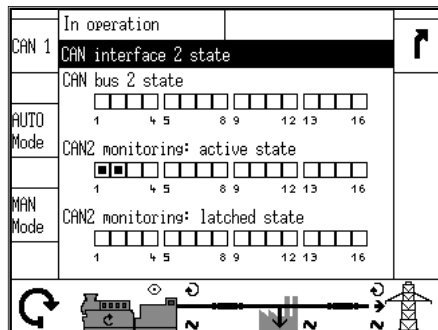 In operation
CAN 1
CAN interface 2 state
CAN bus 2 state
1 4 5 8 9 12 13 16
AUTO
Mode
CAN2 monitoring: active state
1 4 5 8 9 12 13 16
MAN
Mode
CAN2 monitoring: latched state
1 4 5 8 9 12 13 16